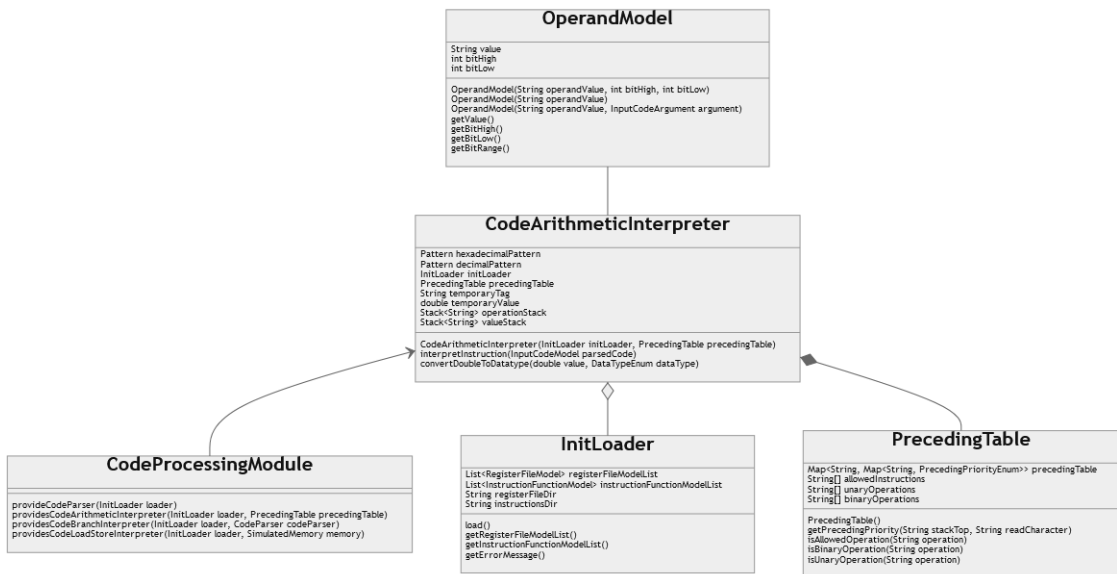 OperandModel
String value
int bitHigh
int bitLow
OperandModel(String operandValue, int bitHigh, int bitLow)
OperandModel(String operandValue)
OperandModel(String operandValue, InputCodeArgument argument)
getValue()
getBitHigh()
getBitLow()
getBitRange()
CodeArithmeticInterpreter
Pattern hexadecimalPattern
Pattern decimalPattern
InitLoader initLoader
PrecedingTable precedingTable
String temporaryTag
double temporaryValue
Stack<String> operationStack
Stack<String> valueStack
CodeArithmeticInterpreter(InitLoader initLoader, PrecedingTable precedingTable)
interpretInstruction(InputCodeModel parsedCode)
convertDoubleToDatatype(double value, DataTypeEnum dataType)
CodeProcessingModule
provideCodeParser(InitLoader loader)
providesCodeArithmeticInterpreter(InitLoader loader, PrecedingTable precedingTable)
providesCodeBranchInterpreter(InitLoader loader, CodeParser codeParser)
providesCodeLoadStoreInterpreter(InitLoader loader, SimulatedMemory memory)
InitLoader
List<RegisterFileModel> registerFileModelList
List<InstructionFunctionModel> instructionFunctionModelList
String registerFileDir
String instructionsDir
load()
getRegisterFileModelList()
getInstructionFunctionModelList()
getErrorMessage()
PrecedingTable
Map<String, Map<String, PrecedingPriorityEnum>> precedingTable
String[] allowedInstructions
String[] unaryOperations
String[] binaryOperations
PrecedingTable()
getPrecedingPriority(String stackTop, String readCharacter)
isAllowedOperation(String operation)
isBinaryOperation(String operation)
isUnaryOperation(String operation)